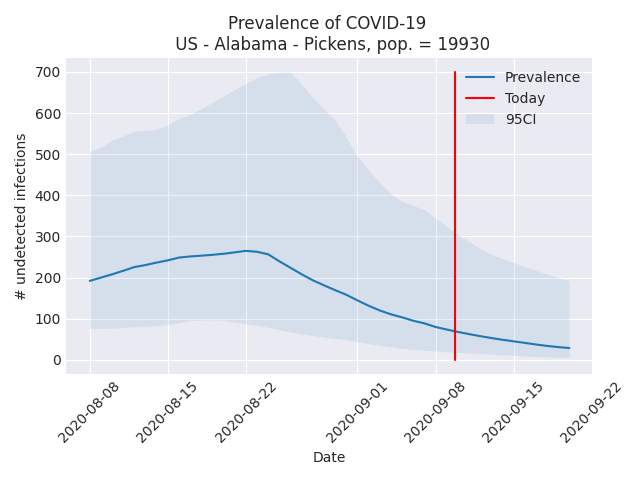 Prevalence of COVID-19
US - Alabama - Pickens, pop. = 19930
Prevalence
Today
95CI
# undetected infections
700
600
500
400
300
200
100
0
2020-08-08
2020-08-15
2020-08-22
2020-09-01
2020-09-08
2020-09-15
2020-09-22
Date